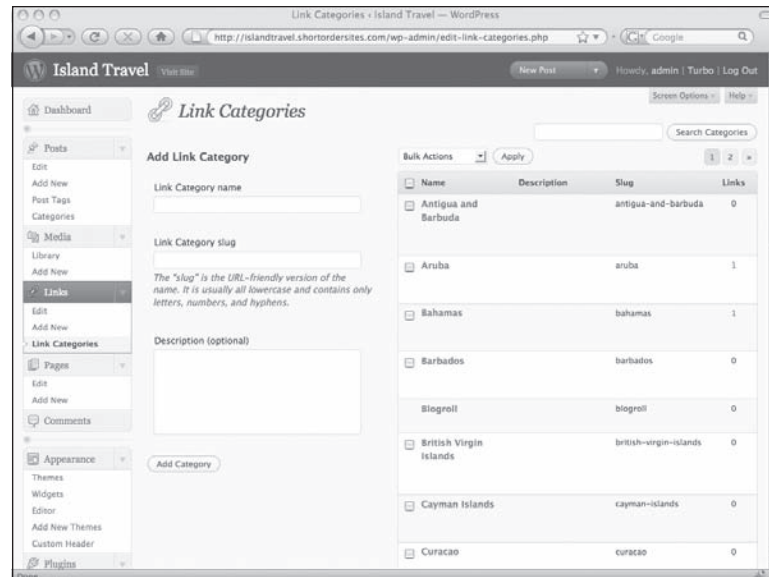 Link Categories ‹ Island Travel — WordPress
http://islandtravel.shortordersites.com/wp-admin/edit-link-categories.php
Google
Island Travel
Visit Site
New Post
Howdy, admin | Turbo | Log Out
Screen Options
Help
Dashboard
Posts
Edit
Add New
Post Tags
Categories
Media
Library
Add New
Links
Edit
Add New
Link Categories
Pages
Edit
Add New
Comments
Appearance
Themes
Widgets
Editor
Add New Themes
Custom Header
Plugins
Link Categories
Search Categories
Add Link Category
Link Category name
Link Category slug
The "slug" is the URL-friendly version of the
name. It is usually all lowercase and contains only
letters, numbers, and hyphens.
Description (optional)
Add Category
Bulk Actions
Apply
1 2 »
Name Description Slug Links
Antigua and
Barbuda
antigua-and-barbuda 0
Aruba aruba 1
Bahamas bahamas 1
Barbados barbados 0
Blogroll blogroll 0
British Virgin
Islands
british-virgin-islands 0
Cayman Islands cayman-islands 0
Curacao curacao 0
Done